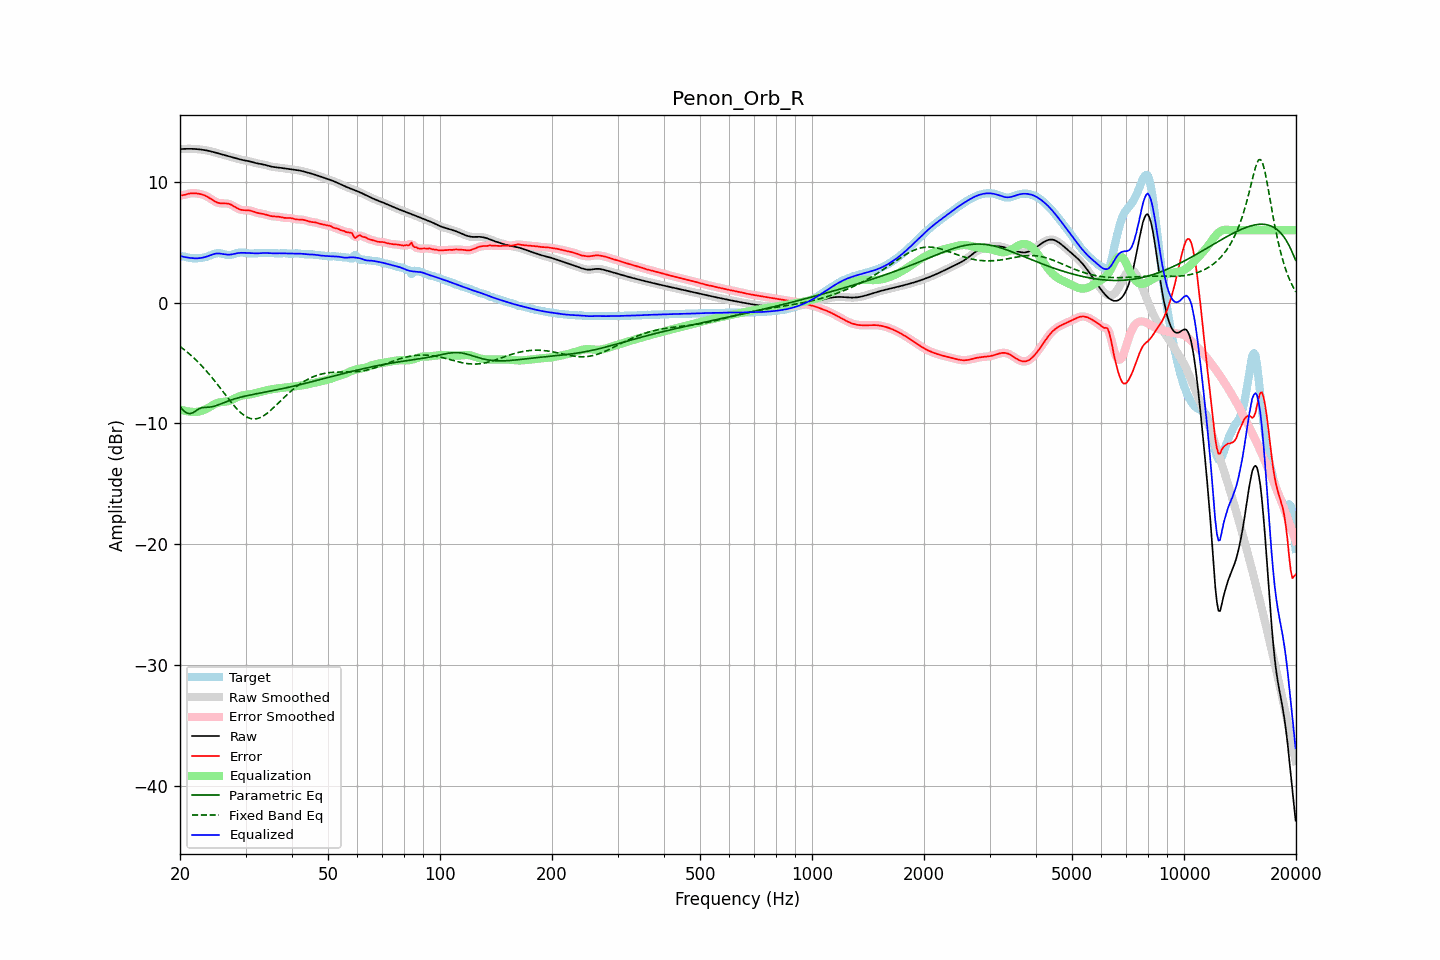 Penon_Orb_R
Amplitude (dBr)
10
0
−10
−20
−30
−40
Target
Raw Smoothed
Error Smoothed
Raw
Error
Equalization
Parametric Eq
Fixed Band Eq
Equalized
20 50 100 200 500 1000 2000 5000 10000 20000
Frequency (Hz)